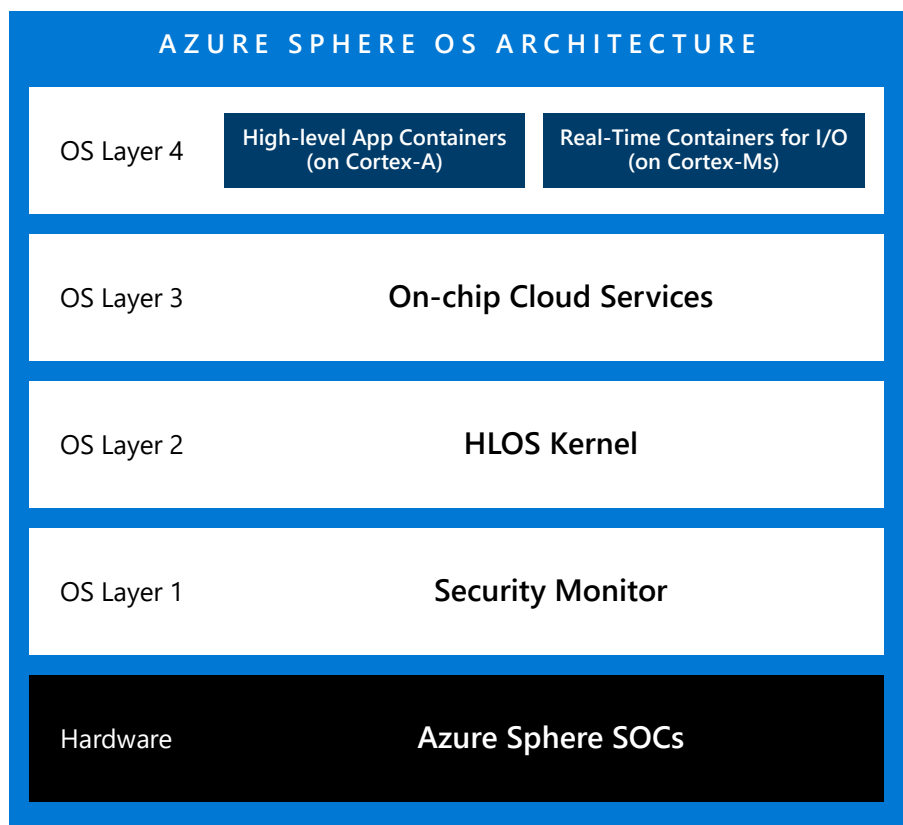 AZURE SPHERE OS ARCHITECTURE
OS Layer 4
High-level App Containers
(on Cortex-A)
Real-Time Containers for I/O
(on Cortex-Ms)
OS Layer 3
On-chip Cloud Services
OS Layer 2
HLOS Kernel
OS Layer 1
Security Monitor
Hardware
Azure Sphere SOCs